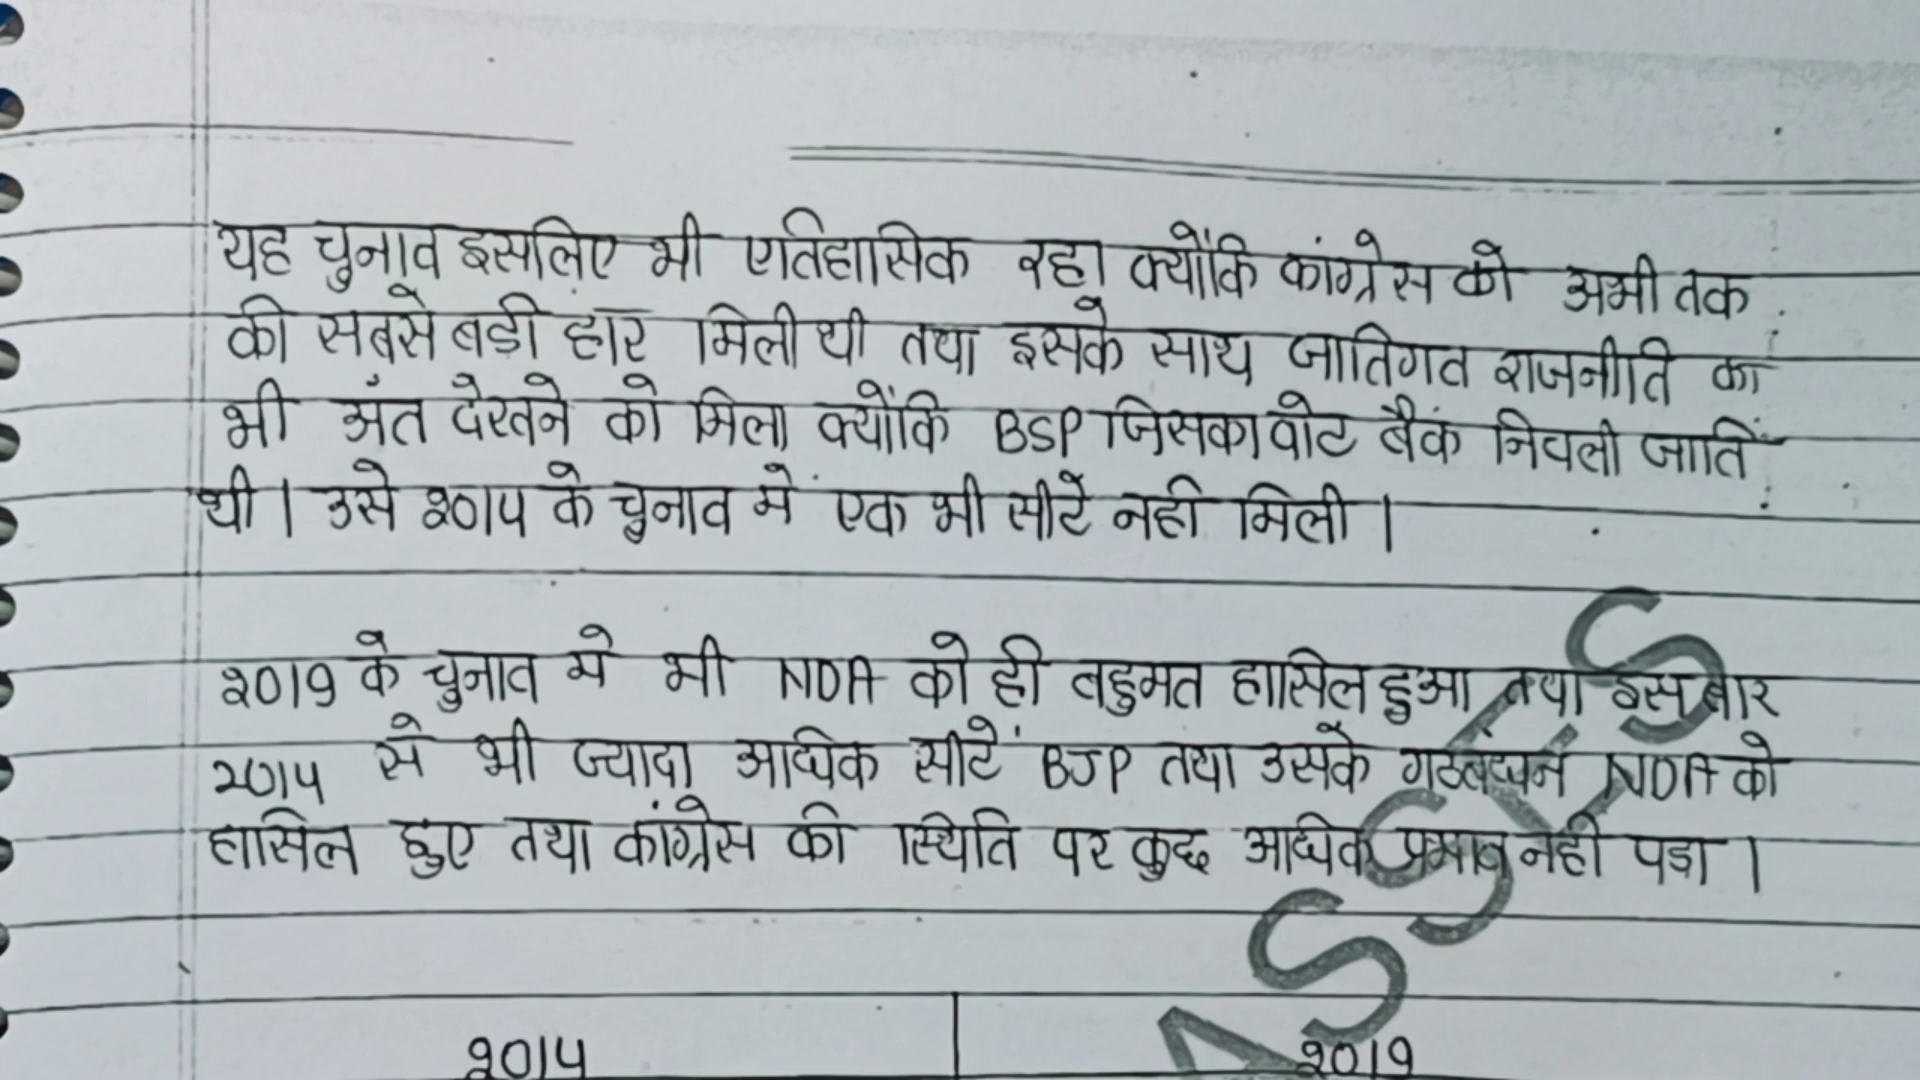 यह चुनाव इसलिए भी एतिहासिक रहा क्योंकि कांग्रेस को अभी तक
की सबसे बड़ी हार मिली थी तथा इसके साथ जातिगत राजनीति का
भी अंत देखने को मिला क्योंकि BSP जिसका वोट बैंक निचली जाति
थी। उसे 2014 के चुनाव में एक भी सीटें नही मिली।
2019 के चुनाव मे भी NDA को ही बहुमत हासिल हुआ तथा इस बार
2014 से भी ज्यादा अधिक सीटें BJP तथा उसके गठबंधन NDA को
हासिल हुए तथा कांग्रेस की स्थिति पर कुछ अधिक प्रभाव नही पडा।
ASSES
2014 2019